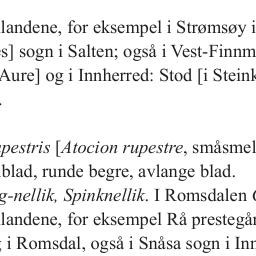 landene, for eksempel i Strømsøy i
es] sogn i Salten; også i Vest-Finnm
Aure] og i Innherred: Stod [i Steink
.
pestris [Atocion rupestre, småsmel
blad, runde begre, avlange blad.
g-nellik, Spinknellik. I Romsdalen
landene, for eksempel Rå prestegår
i Romsdal, også i Snåsa sogn i Inn